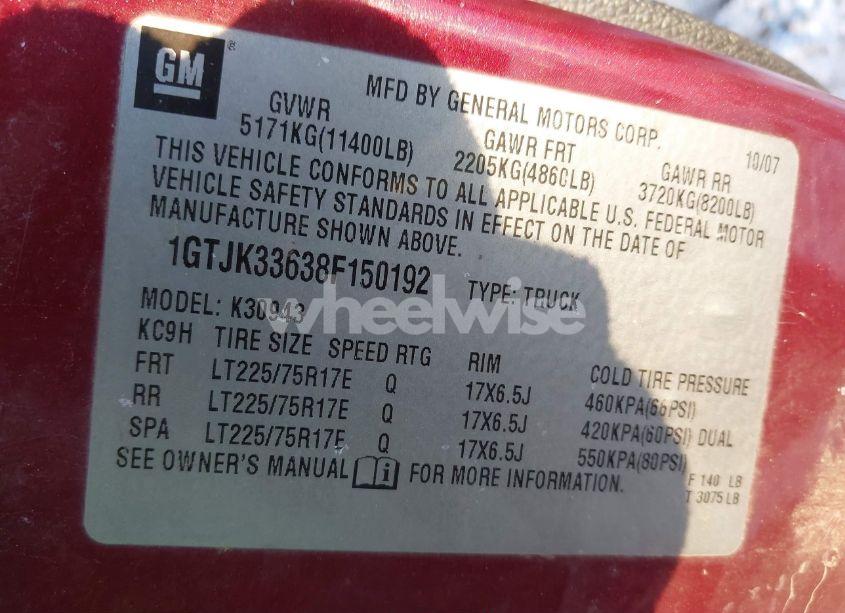 GM ®
MFD BY GENERAL MOTORS CORP. 10/07
GVWR GAWR FRT GAWR RR
5171KG(11400LB) 2205KG(4860LB) 3720KG(8200LB)
THIS VEHICLE CONFORMS TO ALL APPLICABLE U.S. FEDERAL MOTOR
VEHICLE SAFETY STANDARDS IN EFFECT ON THE DATE OF
MANUFACTURE SHOWN ABOVE.
1GTJK33638F150192 TYPE: TRUCK
wheelwise
MODEL: K30943
KC9H TIRE SIZE SPEED RTG RIM COLD TIRE PRESSURE
FRT LT225/75R17E Q 17X6.5J 460KPA(66PSI)
RR LT225/75R17E Q 17X6.5J 420KPA(60PSI) DUAL
SPA LT225/75R17E Q 17X6.5J 550KPA(80PSI)
SEE OWNER'S MANUAL i FOR MORE INFORMATION.
F 140 LB
T 3075 LB